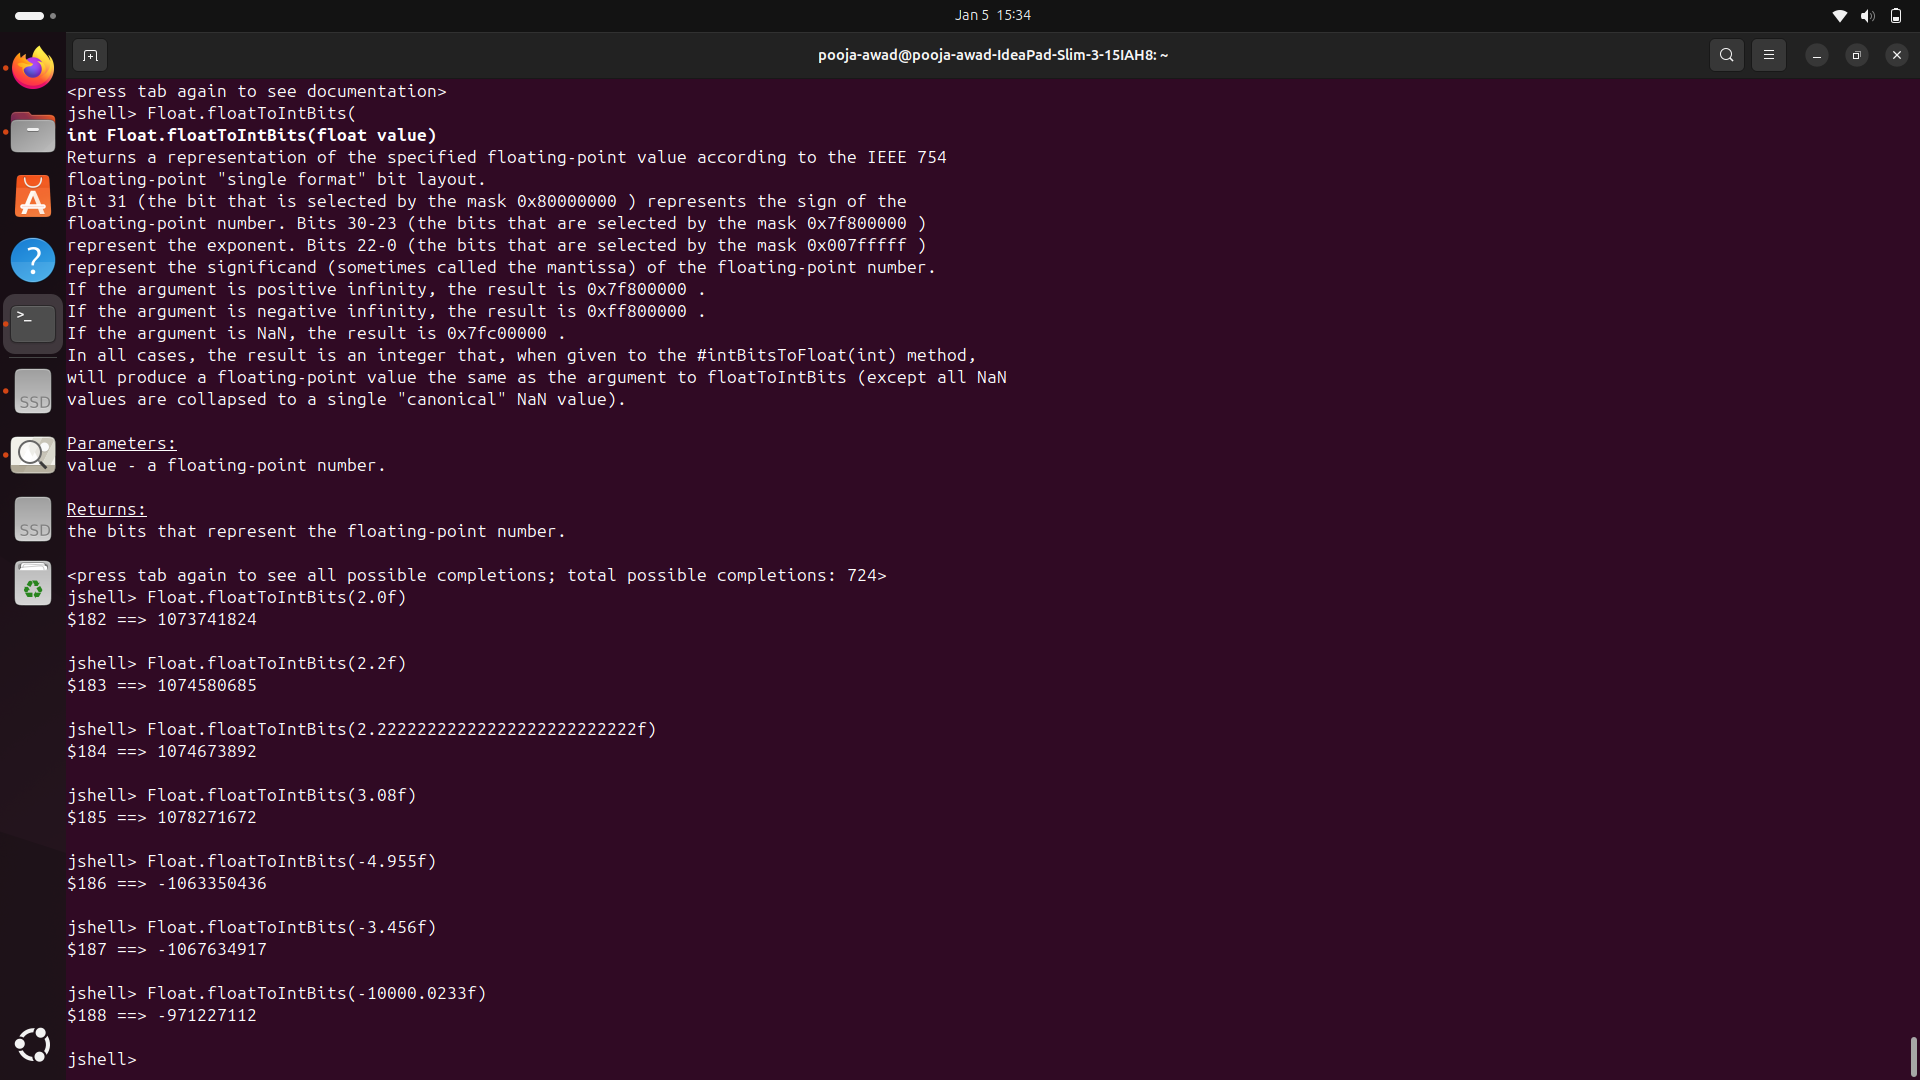 Jan 5 15:34
pooja-awad@pooja-awad-IdeaPad-Slim-3-15IAH8: ~
<press tab again to see documentation>
jshell> Float.floatToIntBits(
int Float.floatToIntBits(float value)
Returns a representation of the specified floating-point value according to the IEEE 754
floating-point "single format" bit layout.
Bit 31 (the bit that is selected by the mask 0x80000000 ) represents the sign of the
floating-point number. Bits 30-23 (the bits that are selected by the mask 0x7f800000 )
represent the exponent. Bits 22-0 (the bits that are selected by the mask 0x007fffff )
represent the significand (sometimes called the mantissa) of the floating-point number.
If the argument is positive infinity, the result is 0x7f800000 .
If the argument is negative infinity, the result is 0xff800000 .
If the argument is NaN, the result is 0x7fc00000 .
In all cases, the result is an integer that, when given to the #intBitsToFloat(int) method,
will produce a floating-point value the same as the argument to floatToIntBits (except all NaN
values are collapsed to a single "canonical" NaN value).
Parameters:
value - a floating-point number.
Returns:
the bits that represent the floating-point number.
<press tab again to see all possible completions; total possible completions: 724>
jshell> Float.floatToIntBits(2.0f)
$182 ==> 1073741824
jshell> Float.floatToIntBits(2.2f)
$183 ==> 1074580685
jshell> Float.floatToIntBits(2.22222222222222222222222222f)
$184 ==> 1074673892
jshell> Float.floatToIntBits(3.08f)
$185 ==> 1078271672
jshell> Float.floatToIntBits(-4.955f)
$186 ==> -1063350436
jshell> Float.floatToIntBits(-3.456f)
$187 ==> -1067634917
jshell> Float.floatToIntBits(-10000.0233f)
$188 ==> -971227112
jshell>
SSD
SSD